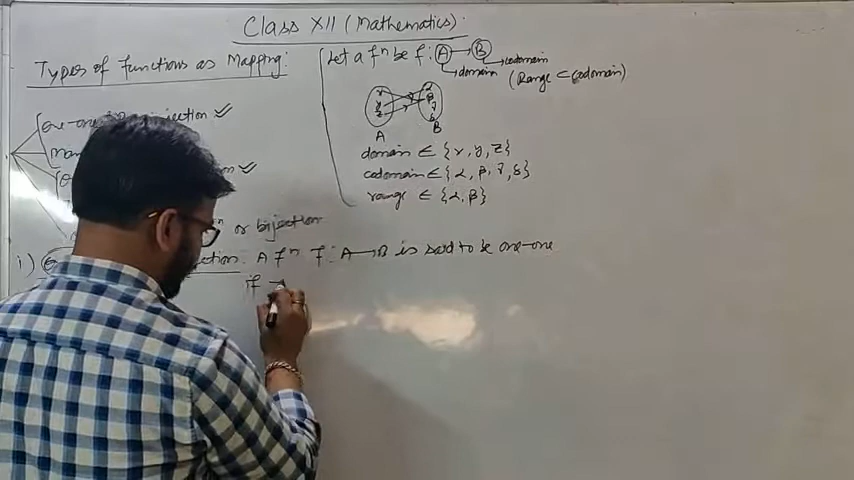 Class XII (Mathematics)
Types of Functions as Mapping:
Let a fⁿ be f: A → B
domain
codomain
(Range ⊂ codomain)
A
B
domain ∈ {x, y, z}
codomain ∈ {α, β, γ, δ}
range ∈ {α, β}
or bijection
i)
A fⁿ f: A → B is said to be one-one
if